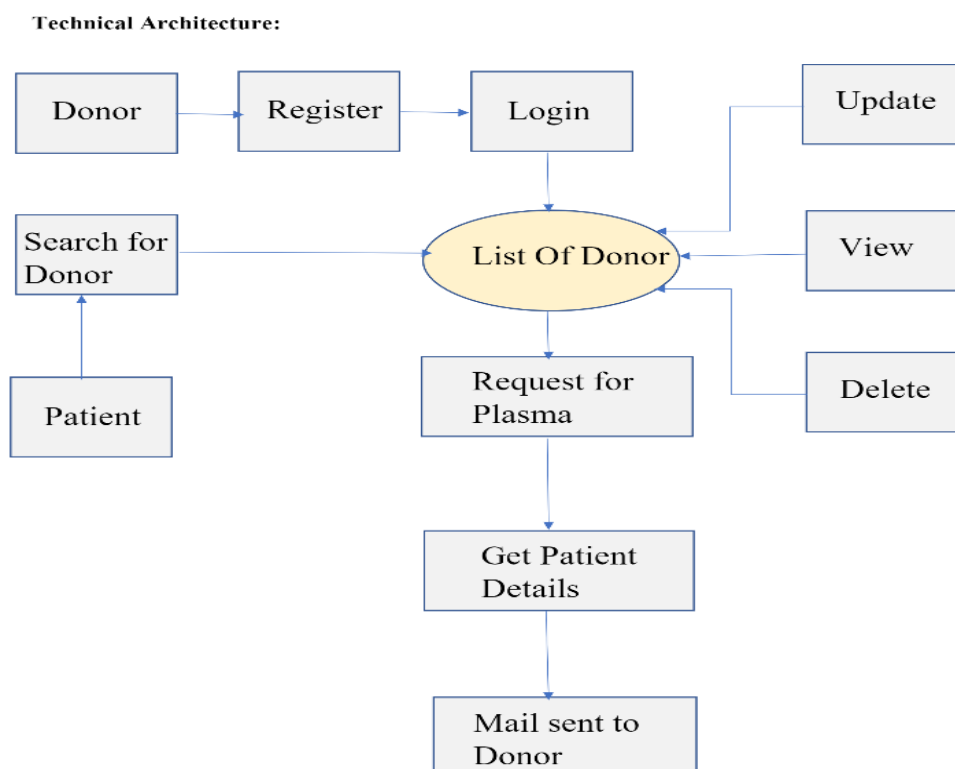 Technical Architecture:
Donor
Register
Login
Update
Search for
Donor
List Of Donor
View
Patient
Request for
Plasma
Delete
Get Patient
Details
Mail sent to
Donor